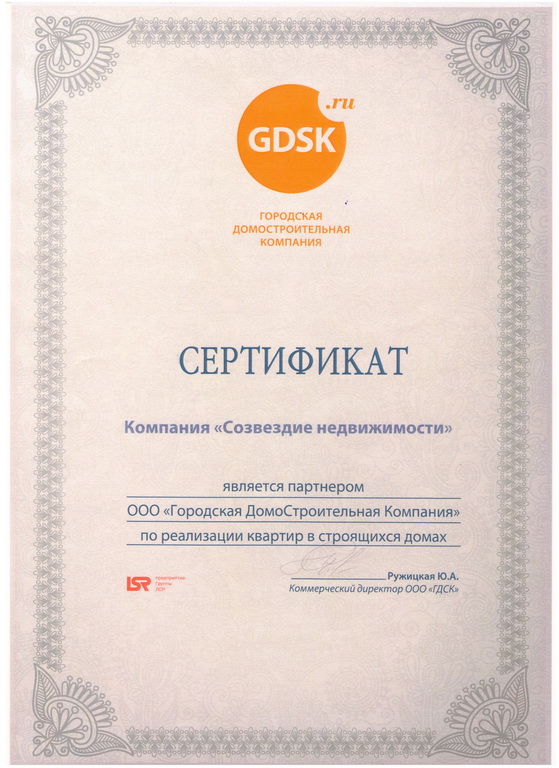 .ru
GDSK
ГОРОДСКАЯ
ДОМОСТРОИТЕЛЬНАЯ
КОМПАНИЯ
СЕРТИФИКАТ
Компания «Созвездие недвижимости»
является партнером
ООО «Городская ДомоСтроительная Компания»
по реализации квартир в строящихся домах
LSR
предприятие
Группы
ЛСР
Ружицкая Ю.А.
Коммерческий директор ООО «ГДСК»